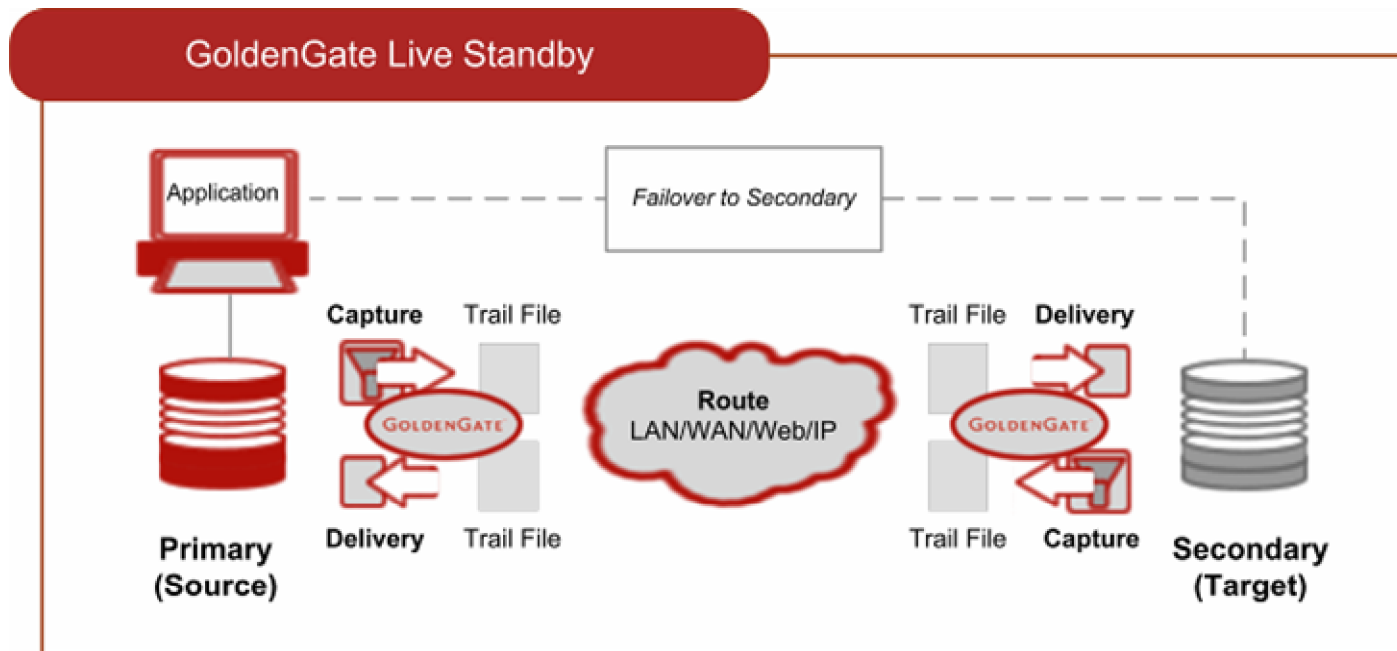 GoldenGate Live Standby
Application
Failover to Secondary
Capture
Trail File
Trail File
Delivery
Route
LAN/WAN/Web/IP
GOLDENGATE
GOLDENGATE
Delivery
Trail File
Trail File
Capture
Primary
(Source)
Secondary
(Target)